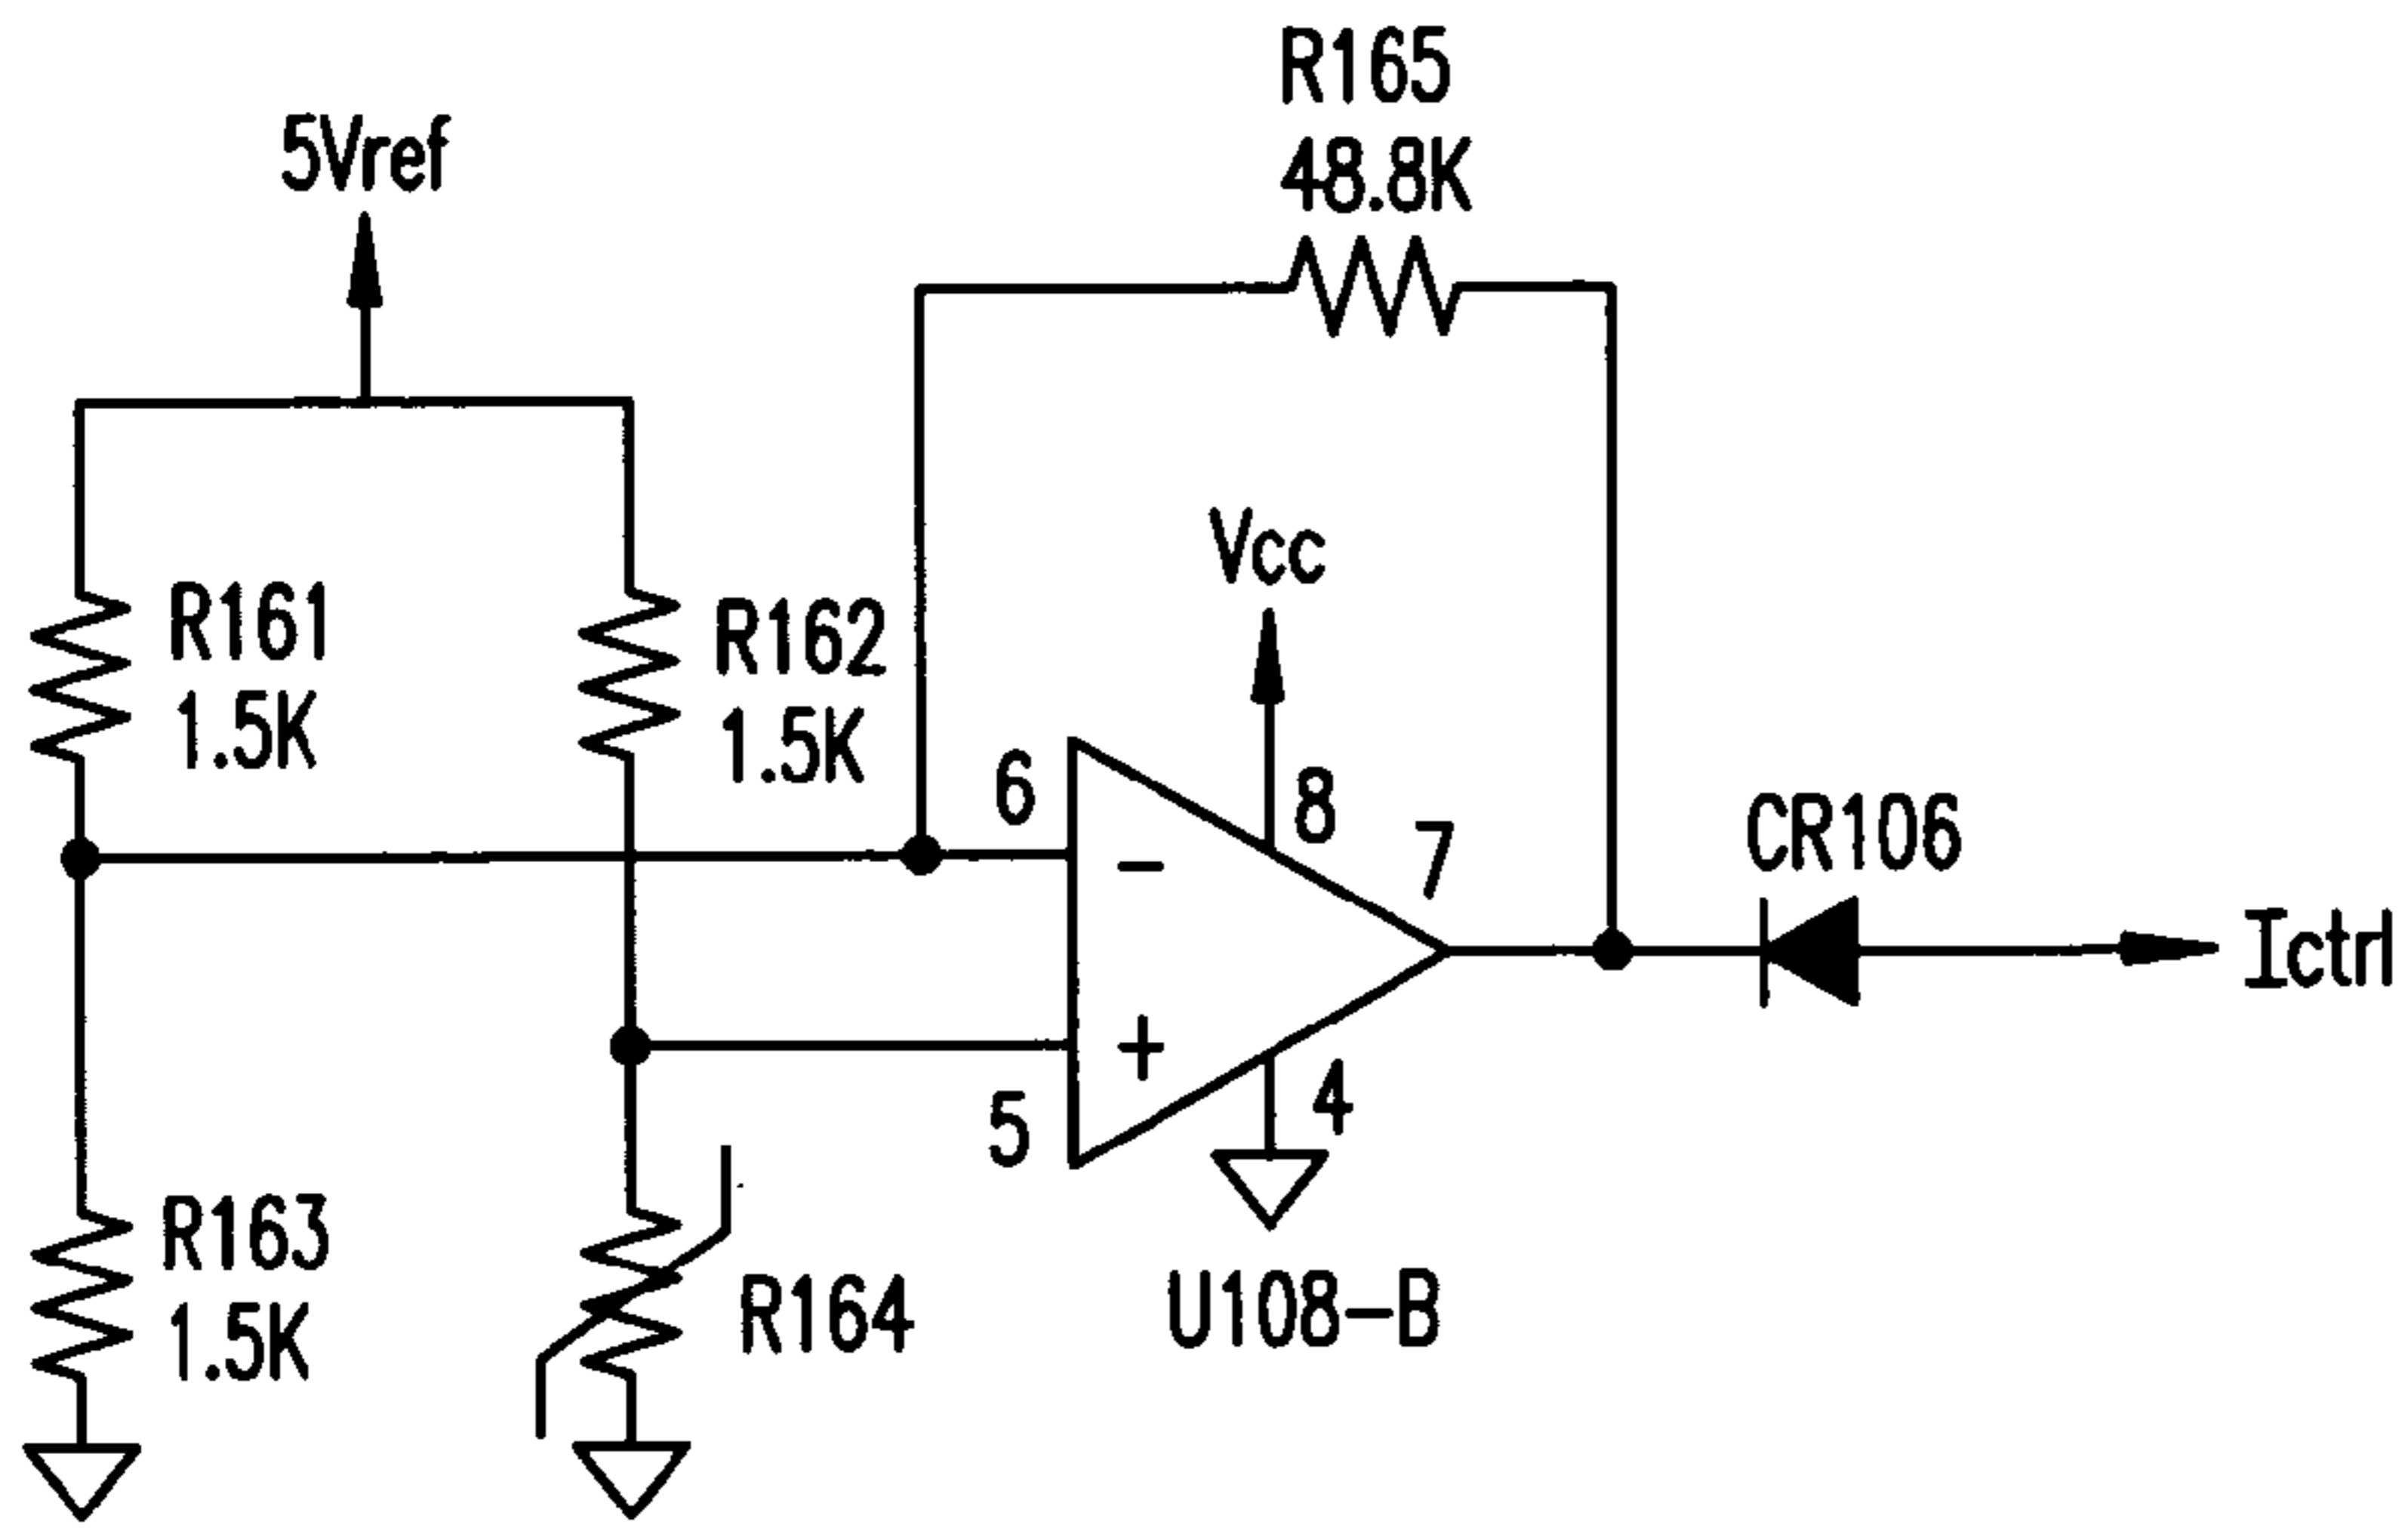 R165
48.8K
5Vref
Vcc
R161
1.5K
R162
1.5K
6
8
7
CR106
Ictrl
-
+
5
4
R163
1.5K
R164
U108-B